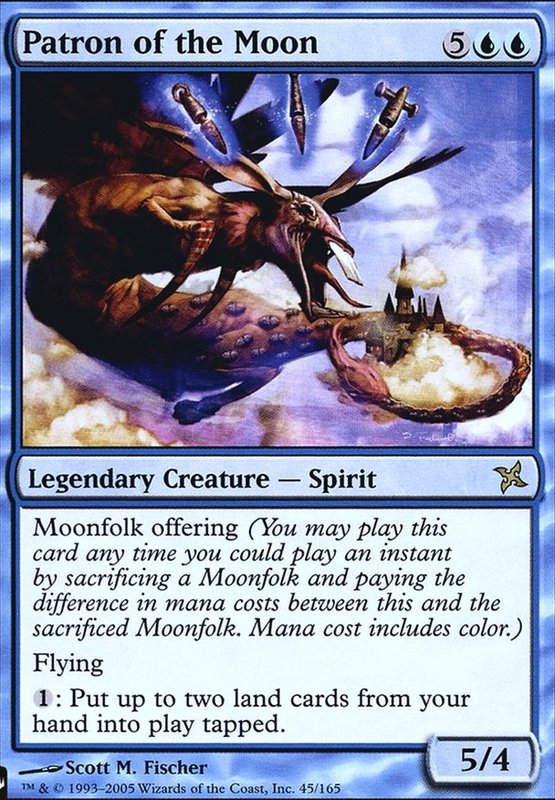 Patron of the Moon 5
Legendary Creature — Spirit
Moonfolk offering (You may play this
card any time you could play an instant
by sacrificing a Moonfolk and paying the
difference in mana costs between this and the
sacrificed Moonfolk. Mana cost includes color.)
Flying
1: Put up to two land cards from your
hand into play tapped.
5/4
Scott M. Fischer
™ & © 1993–2005 Wizards of the Coast, Inc. 45/165